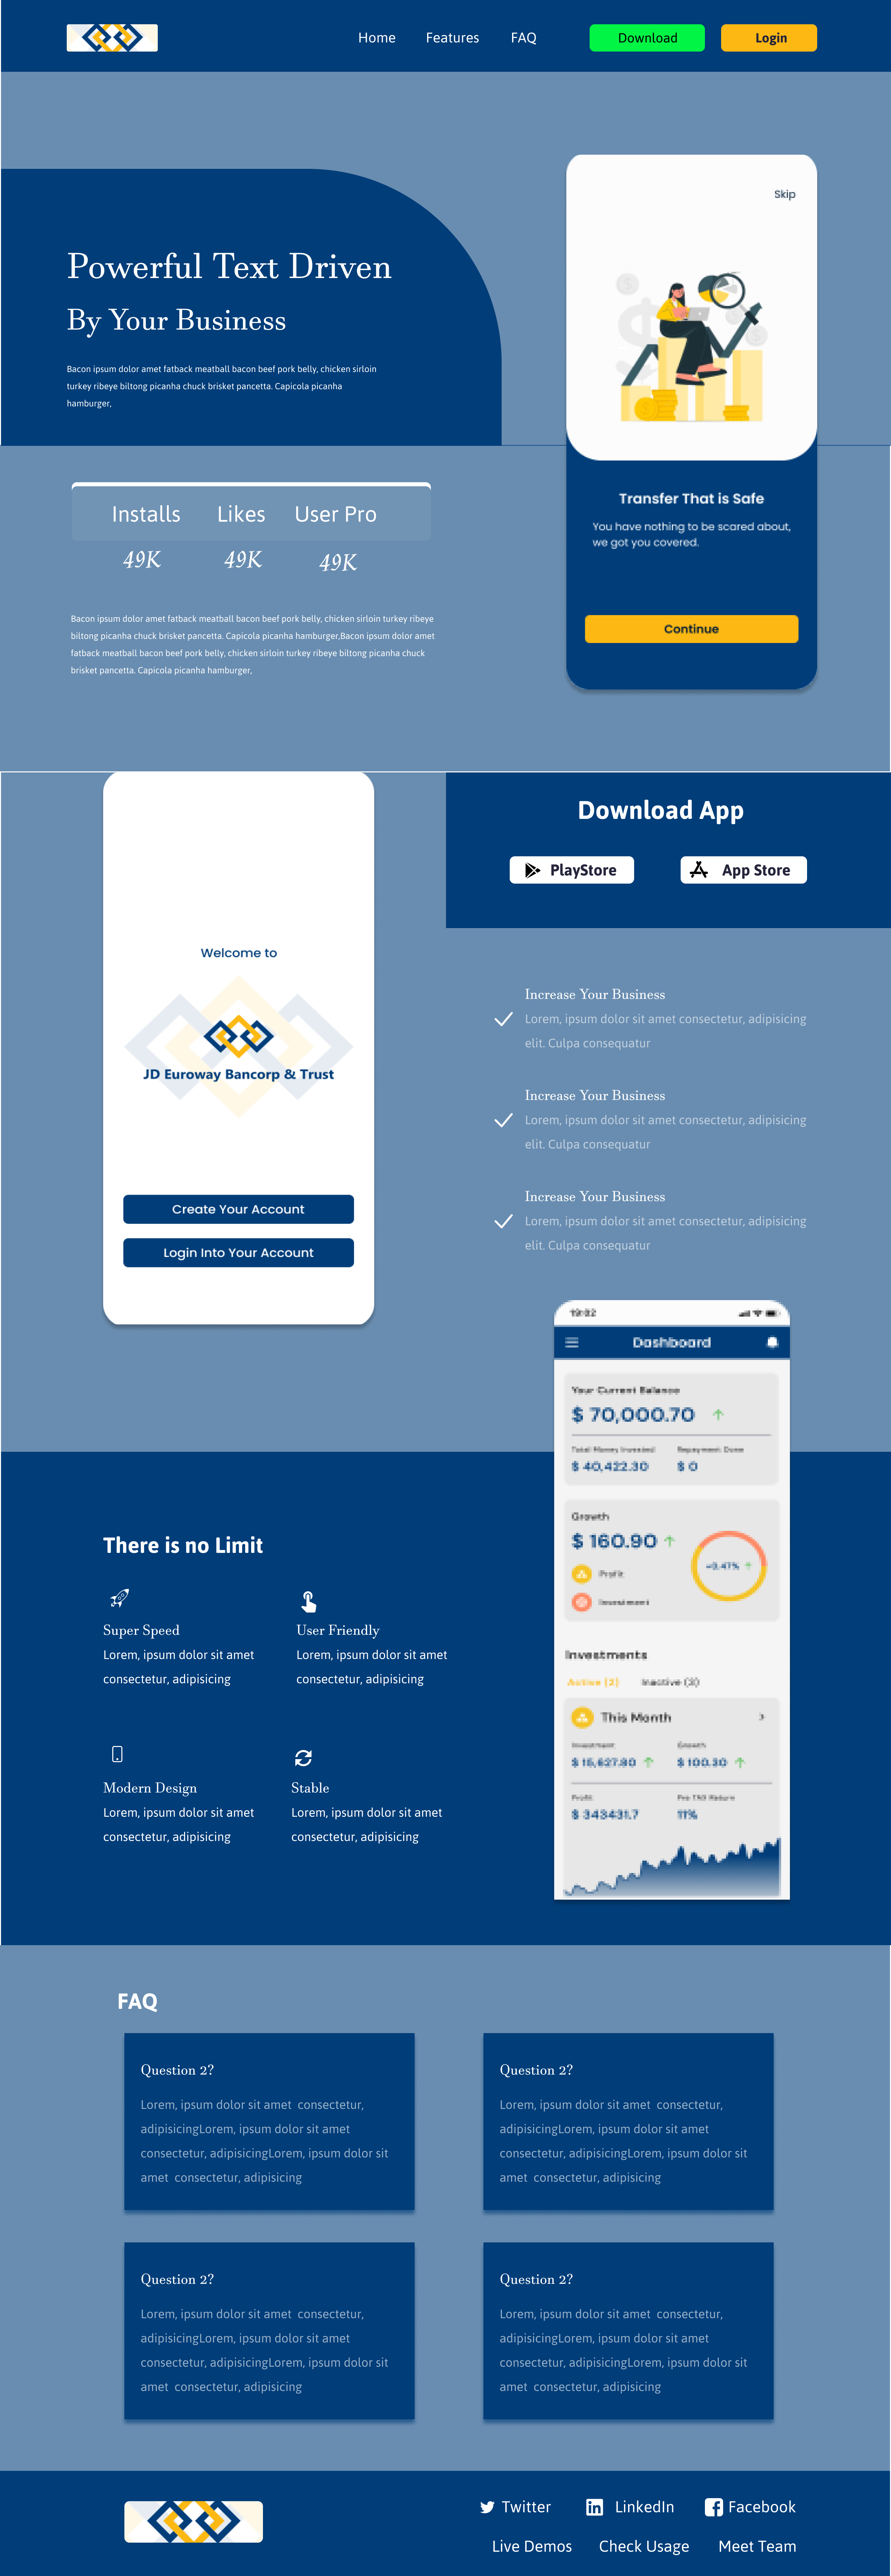 Home Features FAQ Download Login
Powerful Text Driven
By Your Business
Bacon ipsum dolor amet fatback meatball bacon beef pork belly, chicken sirloin
turkey ribeye biltong picanha chuck brisket pancetta. Capicola picanha
hamburger,
Skip
Transfer That is Safe
You have nothing to be scared about,
we got you covered.
Continue
Installs Likes User Pro
49K 49K 49K
Bacon ipsum dolor amet fatback meatball bacon beef pork belly, chicken sirloin turkey ribeye
biltong picanha chuck brisket pancetta. Capicola picanha hamburger,Bacon ipsum dolor amet
fatback meatball bacon beef pork belly, chicken sirloin turkey ribeye biltong picanha chuck
brisket pancetta. Capicola picanha hamburger,
Welcome to
JD Euroway Bancorp & Trust
Create Your Account
Login Into Your Account
Download App
PlayStore App Store
Increase Your Business
Lorem, ipsum dolor sit amet consectetur, adipisicing
elit. Culpa consequatur
Increase Your Business
Lorem, ipsum dolor sit amet consectetur, adipisicing
elit. Culpa consequatur
Increase Your Business
Lorem, ipsum dolor sit amet consectetur, adipisicing
elit. Culpa consequatur
19:02
Dashboard
Your Current Balance
$ 70,000.70
Total Money Invested Repayment Done
$ 40,422.30 $ 0
Growth
$ 160.90
+0.47%
Profit
Investment
Investments
Active (2) Inactive (3)
This Month
Investment Growth
$ 15,627.80 $ 100.30
Profit Return
$ 343431.7 11%
There is no Limit
Super Speed
Lorem, ipsum dolor sit amet
consectetur, adipisicing
User Friendly
Lorem, ipsum dolor sit amet
consectetur, adipisicing
Modern Design
Lorem, ipsum dolor sit amet
consectetur, adipisicing
Stable
Lorem, ipsum dolor sit amet
consectetur, adipisicing
FAQ
Question 2?
Lorem, ipsum dolor sit amet consectetur,
adipisicingLorem, ipsum dolor sit amet
consectetur, adipisicingLorem, ipsum dolor sit
amet consectetur, adipisicing
Question 2?
Lorem, ipsum dolor sit amet consectetur,
adipisicingLorem, ipsum dolor sit amet
consectetur, adipisicingLorem, ipsum dolor sit
amet consectetur, adipisicing
Question 2?
Lorem, ipsum dolor sit amet consectetur,
adipisicingLorem, ipsum dolor sit amet
consectetur, adipisicingLorem, ipsum dolor sit
amet consectetur, adipisicing
Question 2?
Lorem, ipsum dolor sit amet consectetur,
adipisicingLorem, ipsum dolor sit amet
consectetur, adipisicingLorem, ipsum dolor sit
amet consectetur, adipisicing
Twitter LinkedIn Facebook
Live Demos Check Usage Meet Team